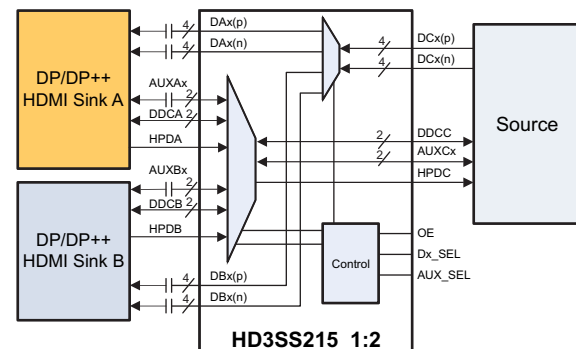 DP/DP++
HDMI Sink A
4
DAx(p)
4
DAx(n)
AUXAx
2
DDCA
2
HPDA
AUXBx
2
DDCB
2
HPDB
DP/DP++
HDMI Sink B
4
DBx(p)
4
DBx(n)
4
DCx(p)
4
DCx(n)
2
DDCC
2
AUXCx
HPDC
Source
Control
OE
Dx_SEL
AUX_SEL
HD3SS215 1:2